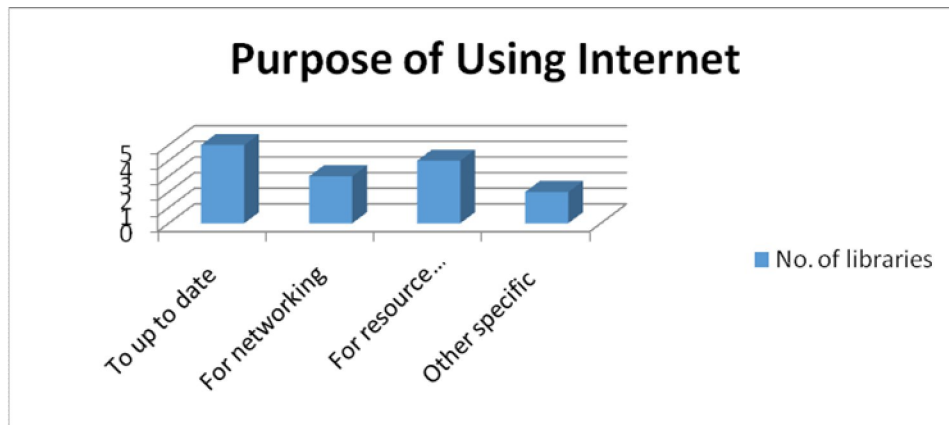 Purpose of Using Internet
5
4
3
2
1
0
To up to date
For networking
For resource...
Other specific
No. of libraries